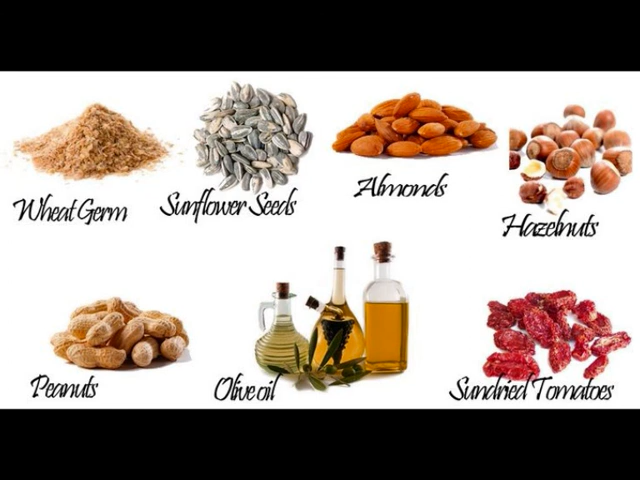 Wheat Germ
Sunflower Seeds
Almonds
Hazelnuts
Peanuts
Olive oil
Sundried Tomatoes